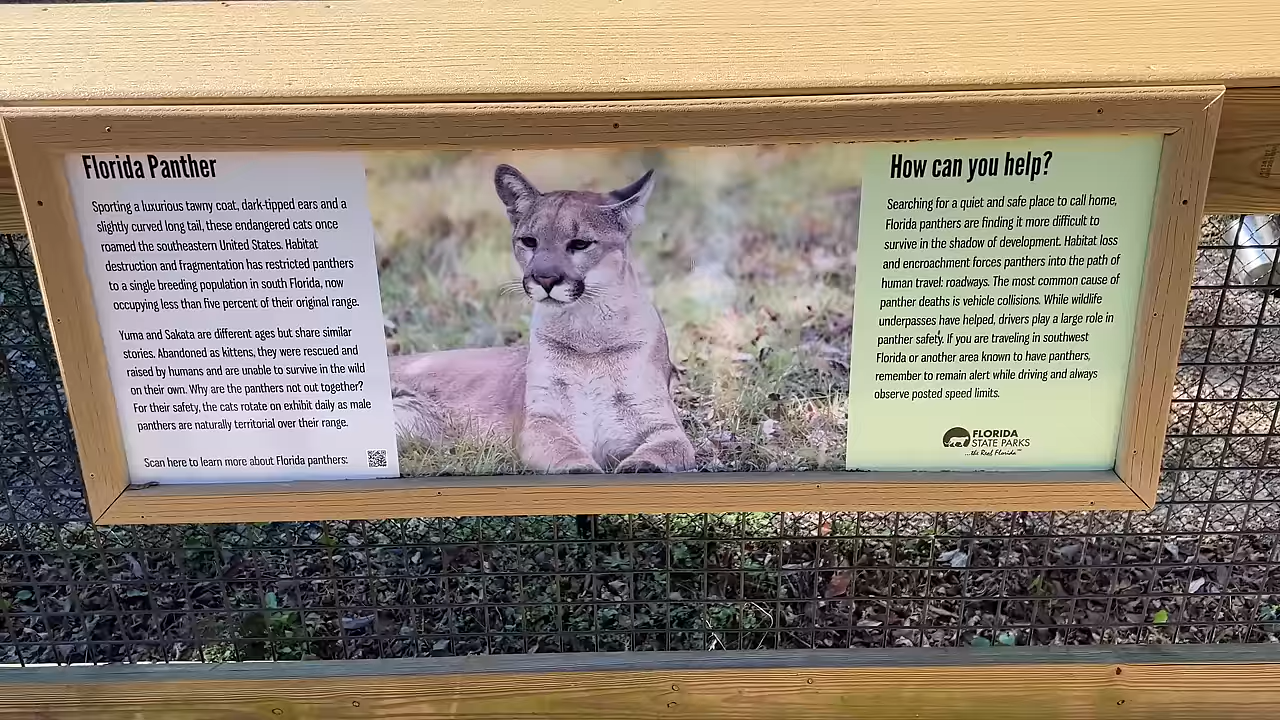 Florida Panther
Sporting a luxurious tawny coat, dark-tipped ears and a
slightly curved long tail, these endangered cats once
roamed the southeastern United States. Habitat
destruction and fragmentation has restricted panthers
to a single breeding population in south Florida, now
occupying less than five percent of their original range.
Yuma and Sakata are different ages but share similar
stories. Abandoned as kittens, they were rescued and
raised by humans and are unable to survive in the wild
on their own. Why are the panthers not out together?
For their safety, the cats rotate on exhibit daily as male
panthers are naturally territorial over their range.
Scan here to learn more about Florida panthers:
How can you help?
Searching for a quiet and safe place to call home,
Florida panthers are finding it more difficult to
survive in the shadow of development. Habitat loss
and encroachment forces panthers into the path of
human travel roadways. The most common cause of
panther deaths is vehicle collisions. While wildlife
underpasses have helped, drivers play a large role in
panther safety. If you are traveling in southwest
Florida or another area known to have panthers,
remember to remain alert while driving and always
observe posted speed limits.
FLORIDA
STATE PARKS
...the Real Florida